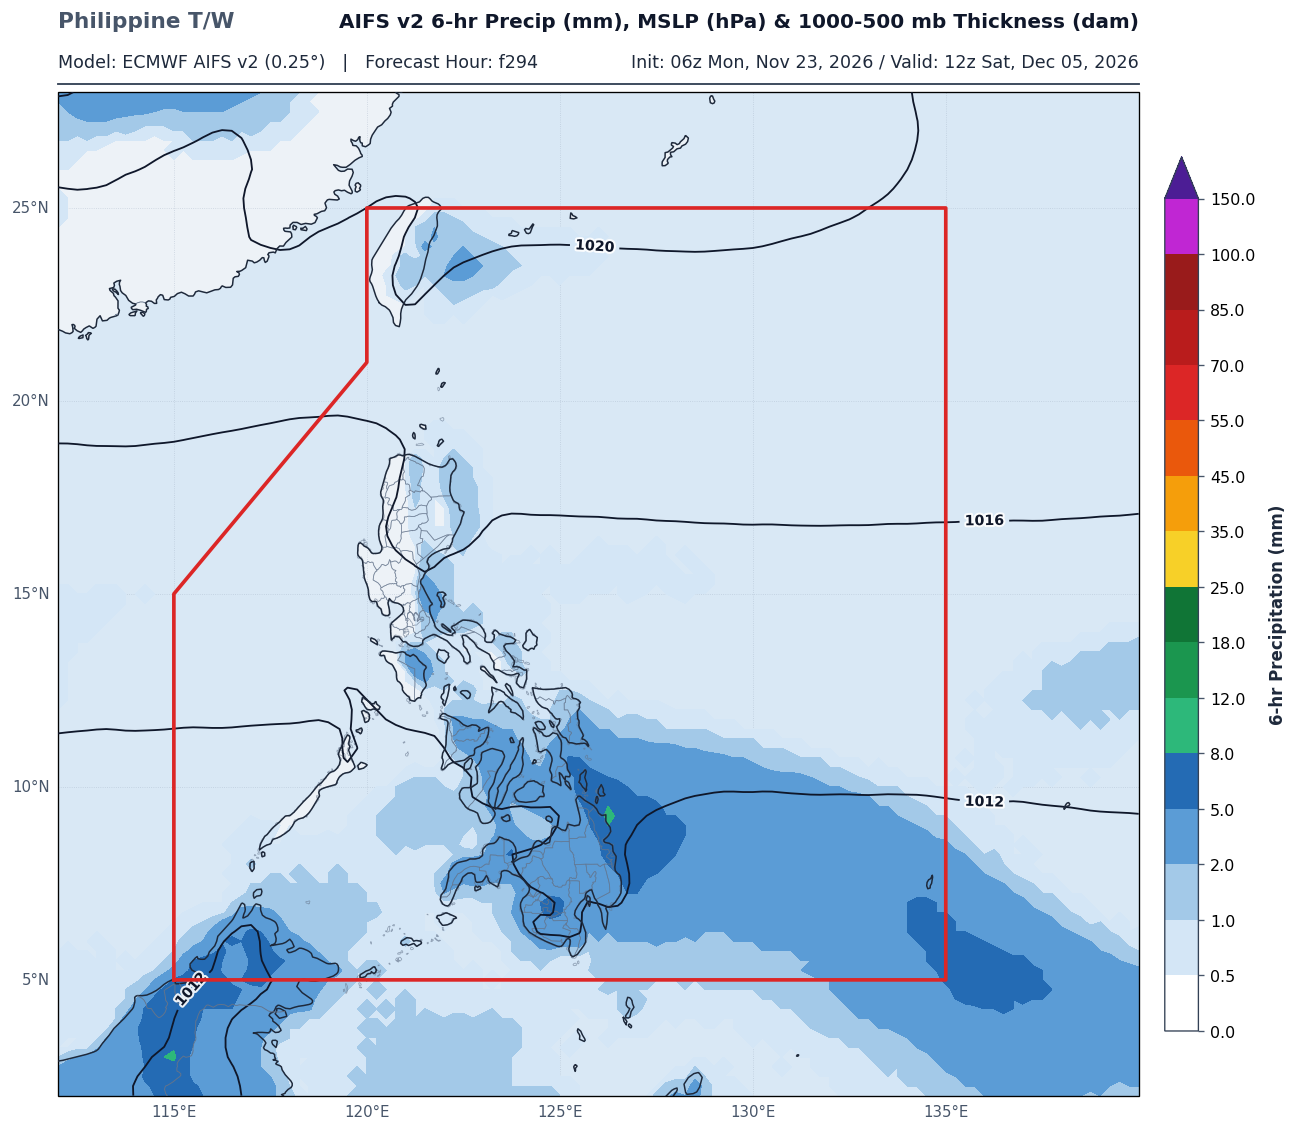 Philippine T/W
AIFS v2 6-hr Precip (mm), MSLP (hPa) & 1000-500 mb Thickness (dam)
Model: ECMWF AIFS v2 (0.25°) | Forecast Hour: f294
Init: 06z Mon, Nov 23, 2026 / Valid: 12z Sat, Dec 05, 2026
25°N
20°N
15°N
10°N
5°N
1020
1016
1012
1012
115°E
120°E
125°E
130°E
135°E
150.0
100.0
85.0
70.0
55.0
45.0
35.0
25.0
18.0
12.0
8.0
5.0
2.0
1.0
0.5
0.0
6-hr Precipitation (mm)